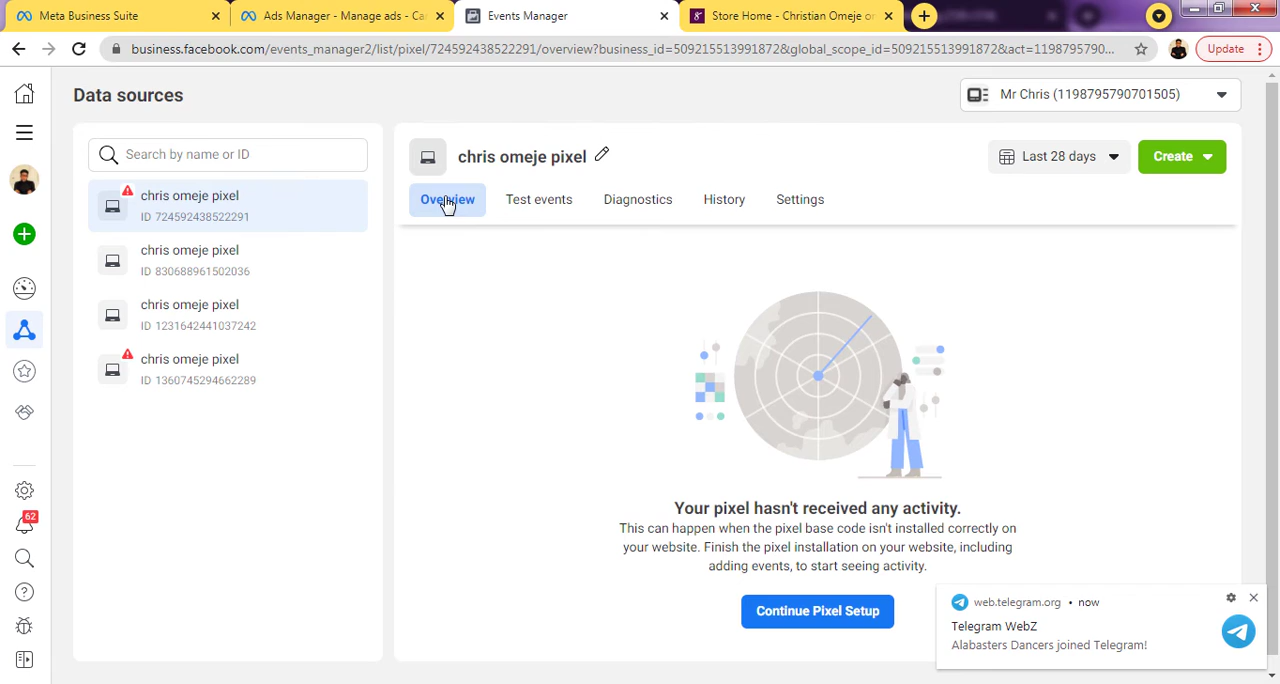 Meta Business Suite
Ads Manager - Manage ads - Ca
Events Manager
Store Home - Christian Omeje or
business.facebook.com/events_manager2/list/pixel/724592438522291/overview?business_id=509215513991872&global_scope_id=509215513991872&act=1198795790...
Update
Data sources
Mr Chris (1198795790701505)
Search by name or ID
chris omeje pixel
ID 724592438522291
chris omeje pixel
ID 830688961502036
chris omeje pixel
ID 1231642441037242
chris omeje pixel
ID 1360745294662289
chris omeje pixel
Last 28 days
Create
Overview
Test events
Diagnostics
History
Settings
Your pixel hasn't received any activity.
This can happen when the pixel base code isn't installed correctly on
your website. Finish the pixel installation on your website, including
adding events, to start seeing activity.
Continue Pixel Setup
62
web.telegram.org • now
Telegram WebZ
Alabasters Dancers joined Telegram!